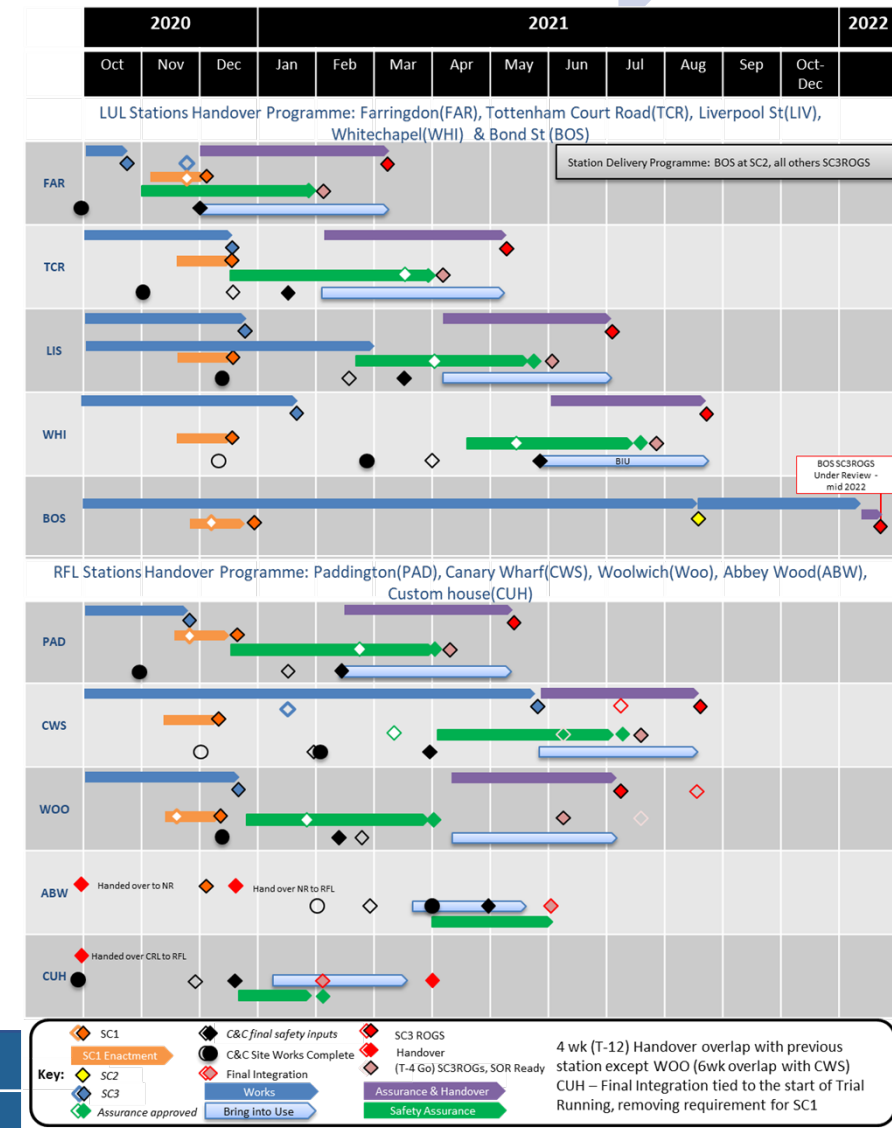 2020 2021 2022
Oct Nov Dec Jan Feb Mar Apr May Jun Jul Aug Sep Oct-
Dec
LUL Stations Handover Programme: Farringdon(FAR), Tottenham Court Road(TCR), Liverpool St(LIV),
Whitechapel(WHI) & Bond St (BOS)
Station Delivery Programme: BOS at SC2, all others SC3ROGS
FAR
TCR
LIS
WHI
BIU
BOS SC3ROGS
Under Review -
mid 2022
BOS
RFL Stations Handover Programme: Paddington(PAD), Canary Wharf(CWS), Woolwich(Woo), Abbey Wood(ABW),
Custom house(CUH)
PAD
CWS
WOO
ABW
Handed over to NR
Hand over NR to RFL
Handed over CRL to RFL
CUH
Key:
SC1
SC1 Enactment
SC2
SC3
Assurance approved
C&C final safety inputs
C&C Site Works Complete
Final Integration
Works
Bring into Use
SC3 ROGS
Handover
(T-4 Go) SC3ROGs, SOR Ready
Assurance & Handover
Safety Assurance
4 wk (T-12) Handover overlap with previous
station except WOO (6wk overlap with CWS)
CUH – Final Integration tied to the start of Trial
Running, removing requirement for SC1